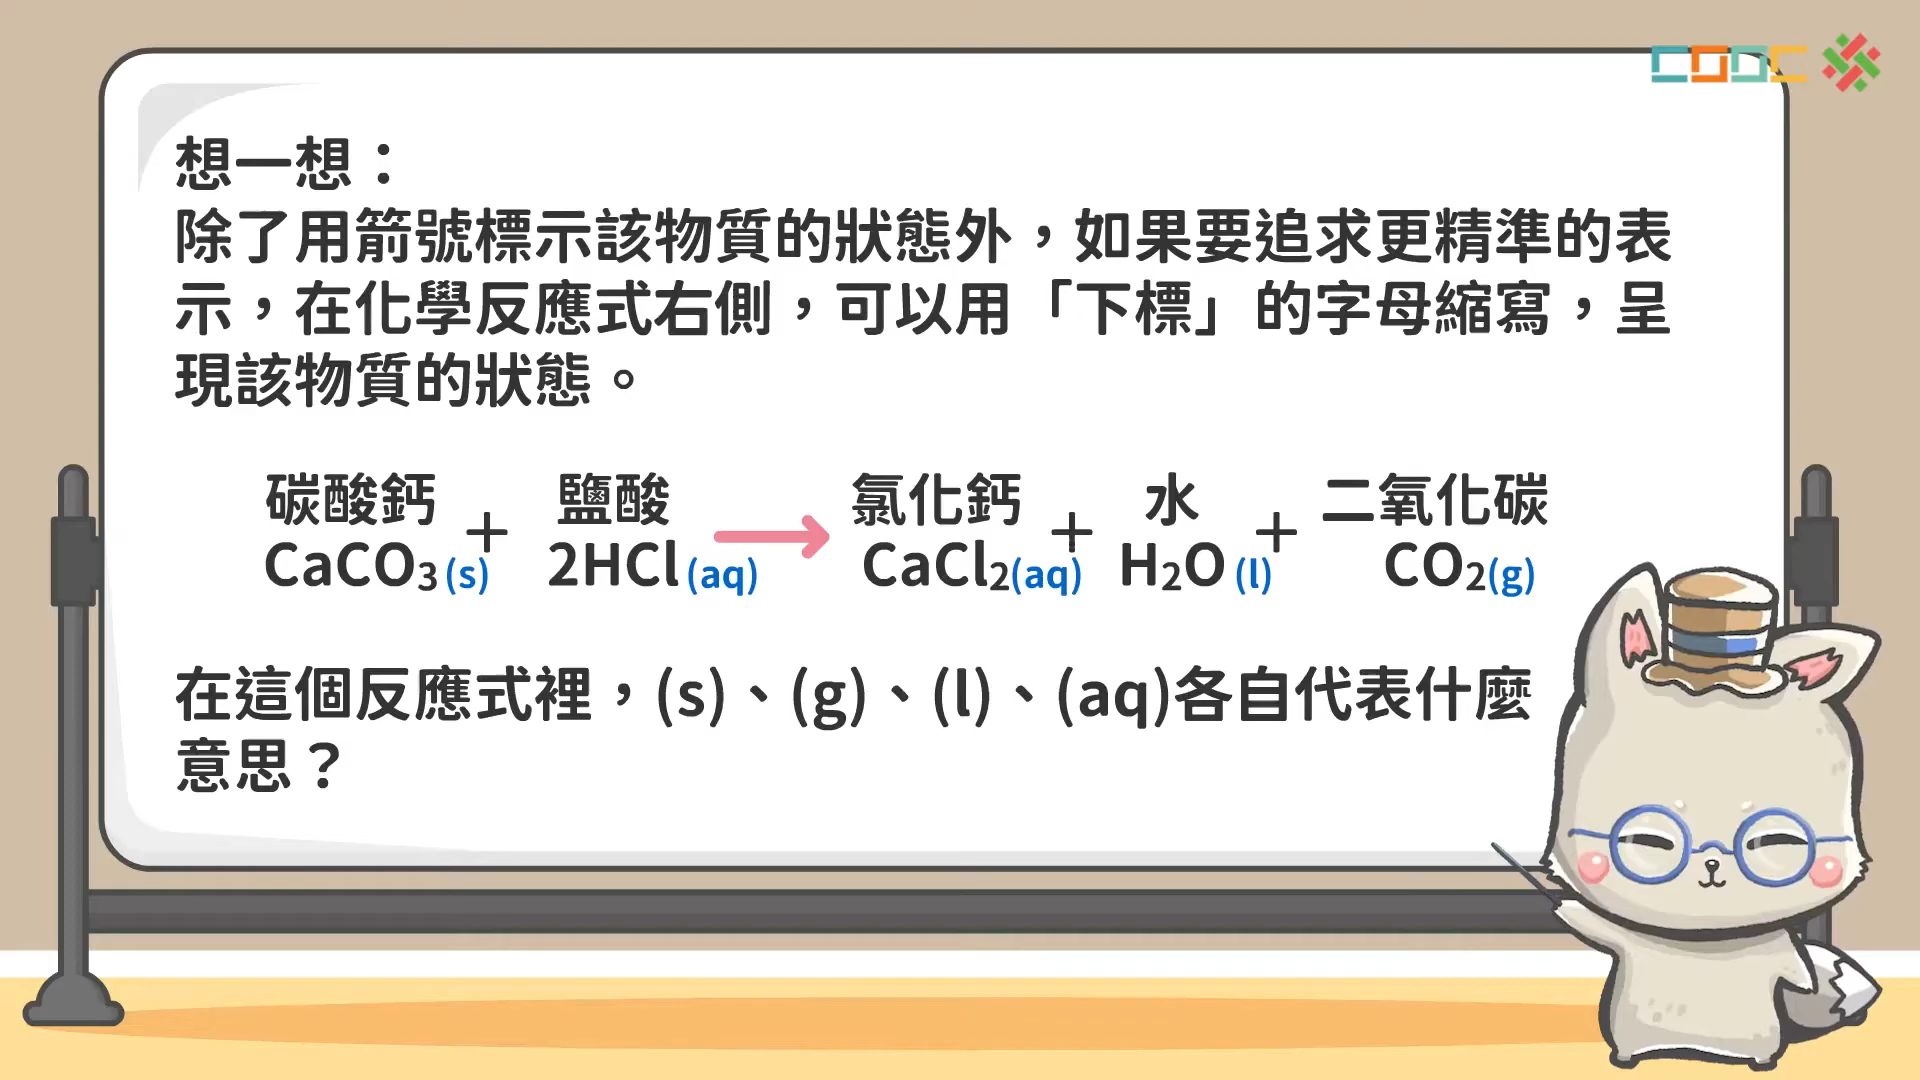 想一想：
除了用箭號標示該物質的狀態外，如果要追求更精準的表
示，在化學反應式右側，可以用「下標」的字母縮寫，呈
現該物質的狀態。
碳酸鈣 + 鹽酸 → 氯化鈣 + 水 + 二氧化碳
CaCO₃(s) 2HCl(aq) CaCl₂(aq) H₂O(l) CO₂(g)
在這個反應式裡，(s)、(g)、(l)、(aq)各自代表什麼
意思？